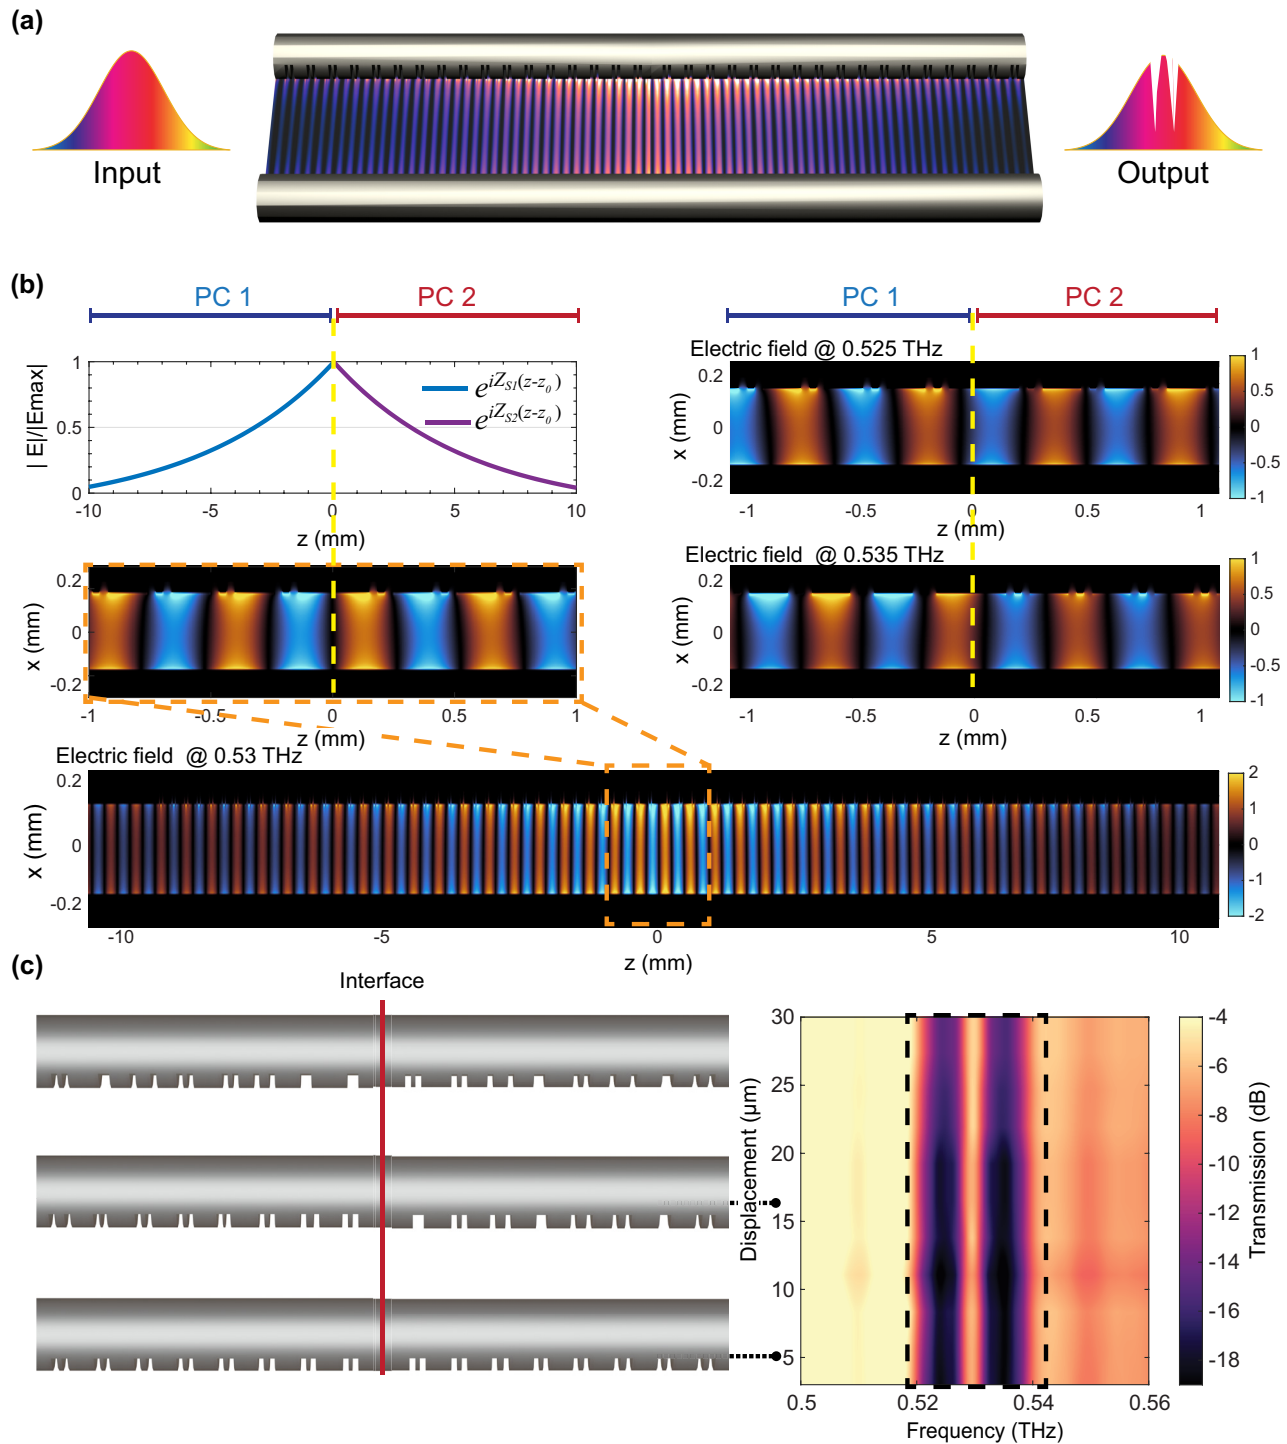 (a)
Input
Output
(b)
PC 1
PC 2
PC 1
PC 2
| E|/|Emax|
1
0.5
0
e^{iZ_{S1}(z-z_0)}
e^{iZ_{S2}(z-z_0)}
-10
-5
0
5
10
z (mm)
Electric field @ 0.525 THz
x (mm)
0.2
0
-0.2
-1
-0.5
0
0.5
1
z (mm)
1
0.5
0
-0.5
-1
x (mm)
0.2
0
-0.2
-1
-0.5
0
0.5
1
z (mm)
Electric field @ 0.535 THz
x (mm)
0.2
0
-0.2
-1
-0.5
0
0.5
1
z (mm)
1
0.5
0
-0.5
-1
Electric field @ 0.53 THz
x (mm)
0.2
0
-0.2
-10
-5
0
5
10
z (mm)
2
1
0
-1
-2
(c)
Interface
Displacement (μm)
30
25
20
15
10
5
0.5
0.52
0.54
0.56
Frequency (THz)
-4
-6
-8
-10
-12
-14
-16
-18
Transmission (dB)